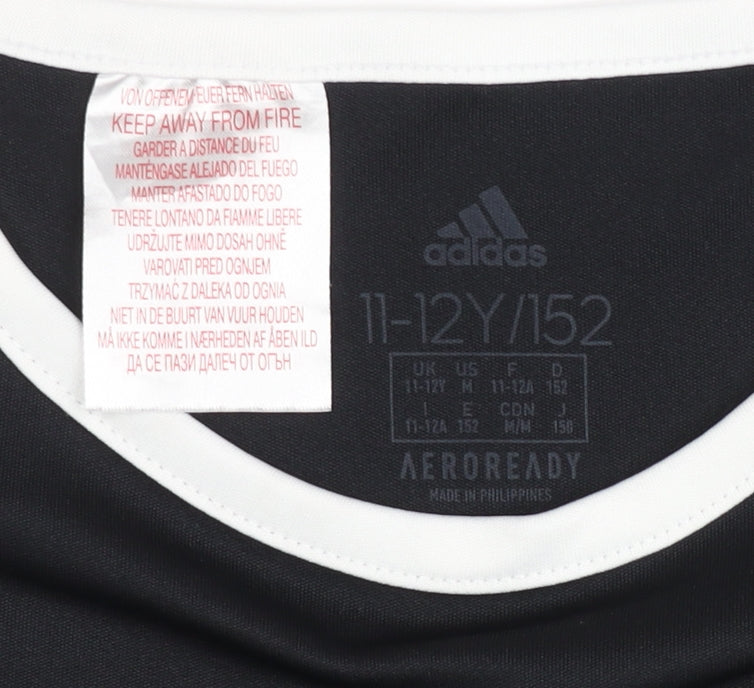 VON OFFENEM FEUER FERN HALTEN
KEEP AWAY FROM FIRE
GARDER A DISTANCE DU FEU
MANTÉNGASE ALEJADO DEL FUEGO
MANTER AFASTADO DO FOGO
TENERE LONTANO DA FIAMME LIBERE
UDRŽUJTE MIMO DOSAH OHNĚ
VAROVATI PRED OGNJEM
TRZYMAĆ Z DALEKA OD OGNIA
NIET IN DE BUURT VAN VUUR HOUDEN
MÅ IKKE KOMME I NÆRHEDEN AF ÅBEN ILD
ДА СЕ ПАЗИ ДАЛЕЧ ОТ ОГЪН
adidas
11-12Y/152
UK US F D
11-12Y M 11-12A 152
I E CDN J
11-12A 152 M/M 150
AEROREADY
MADE IN PHILIPPINES